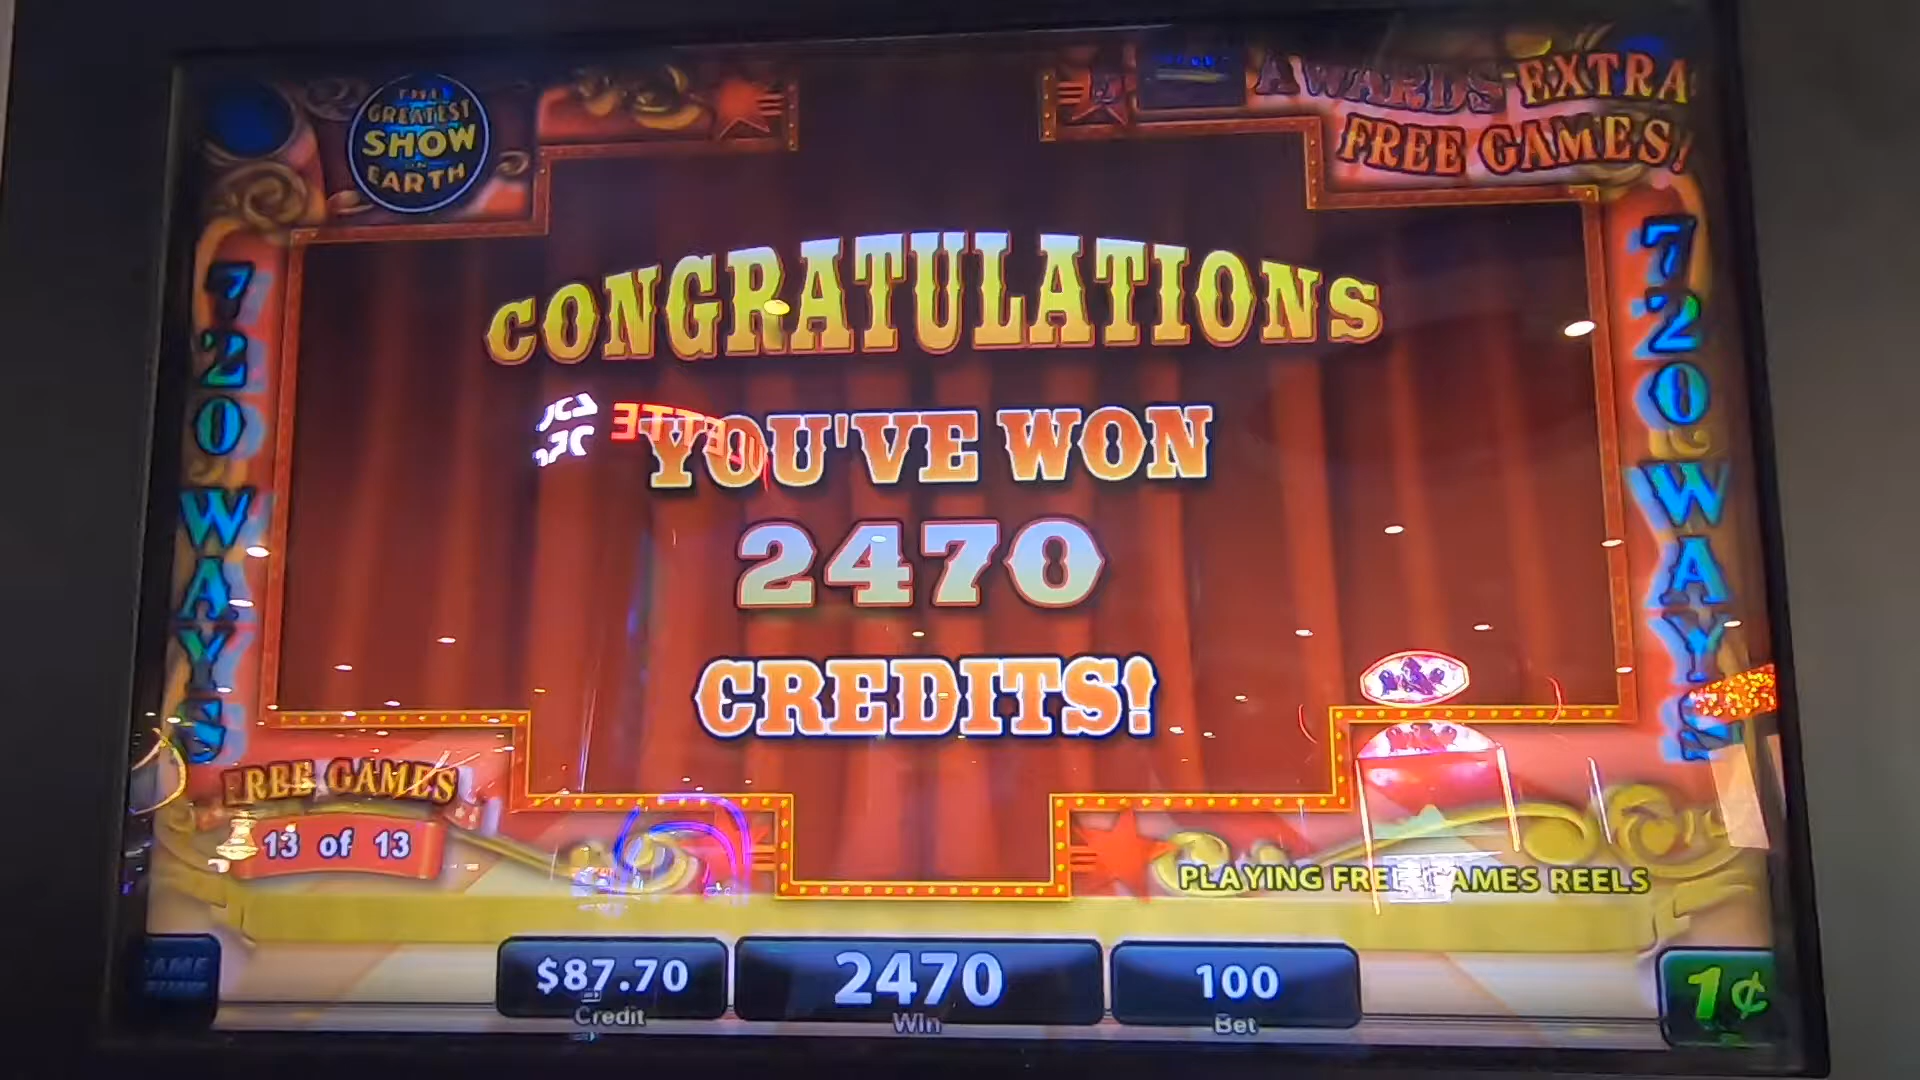 THE
GREATEST
SHOW
ON
EARTH
AWARDS EXTRA
FREE GAMES!
720 WAYS
720 WAYS
CONGRATULATIONS
YOU'VE WON
2470
CREDITS!
FREE GAMES
13 of 13
PLAYING FREE GAMES REELS
$87.70
Credit
2470
Win
100
Bet
1¢